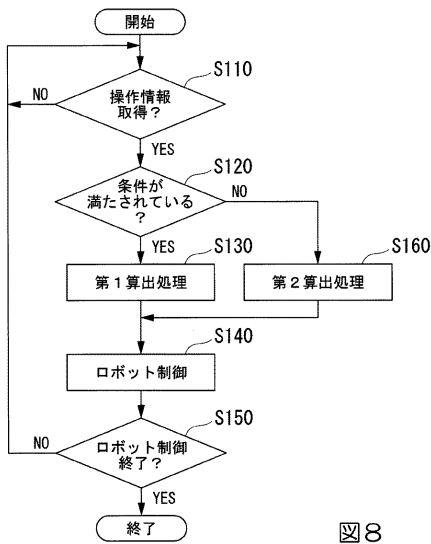 開始
S110
操作情報
取得？
NO
YES
S120
条件が
満たされている
？
NO
YES
S130
第１算出処理
S160
第２算出処理
S140
ロボット制御
S150
ロボット制御
終了？
NO
YES
終了
図８